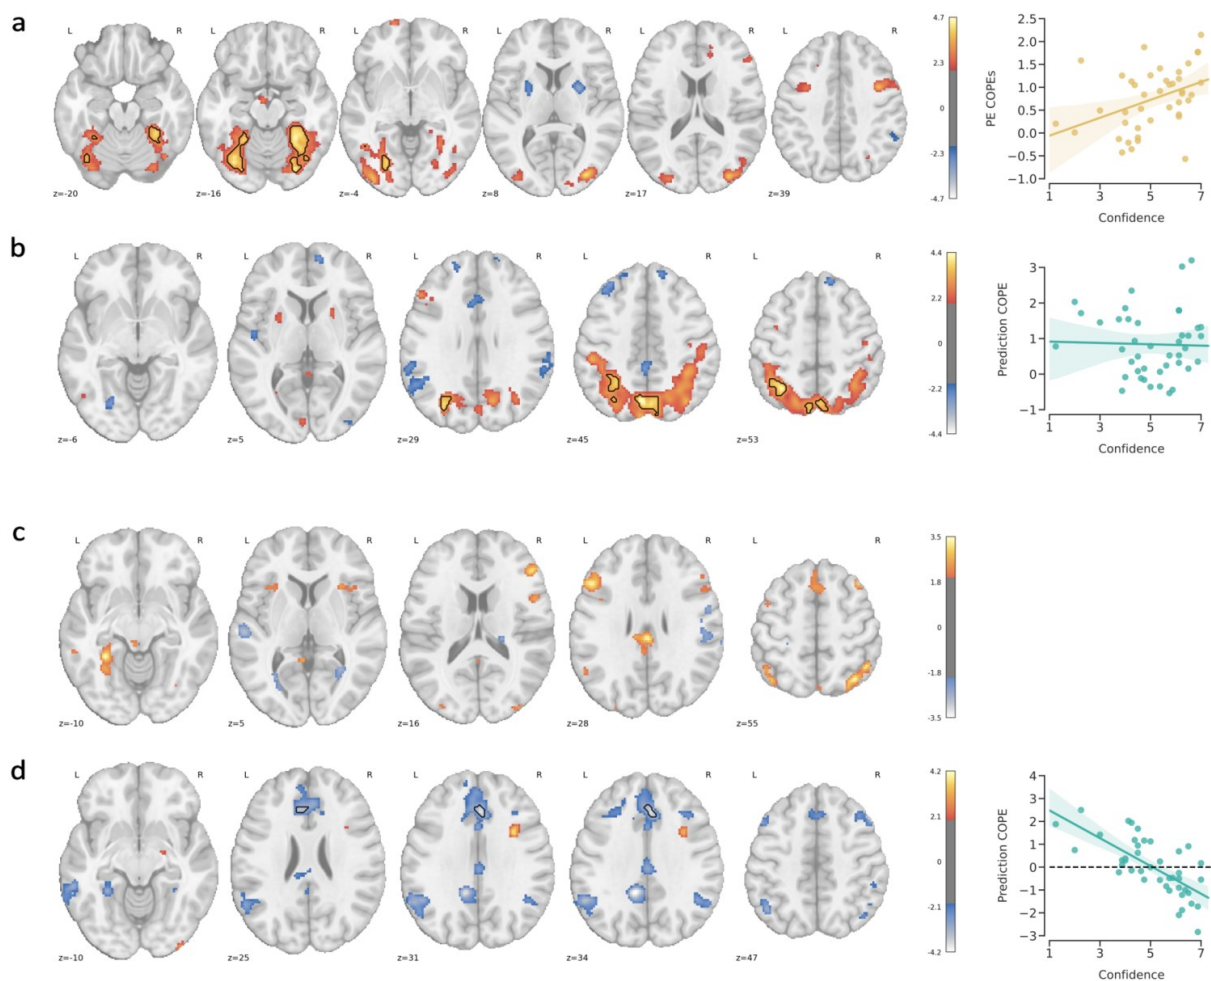 a
L R L R L R L R L R L R
z=-20 z=-16 z=-4 z=8 z=17 z=39
4.7
2.3
0
-2.3
-4.7
PE COPEs
2.5
2.0
1.5
1.0
0.5
0.0
−0.5
−1.0
1 3 5 7
Confidence
b
L R L R L R L R L R
z=-6 z=5 z=29 z=45 z=53
4.4
2.2
0
-2.2
-4.4
Prediction COPE
3
2
1
0
−1
1 3 5 7
Confidence
c
L R L R L R L R L R
z=-10 z=5 z=16 z=28 z=55
3.5
1.8
0
-1.8
-3.5
d
L R L R L R L R L R
z=-10 z=25 z=31 z=34 z=47
4.2
2.1
0
-2.1
-4.2
Prediction COPE
4
3
2
1
0
−1
−2
−3
1 3 5 7
Confidence